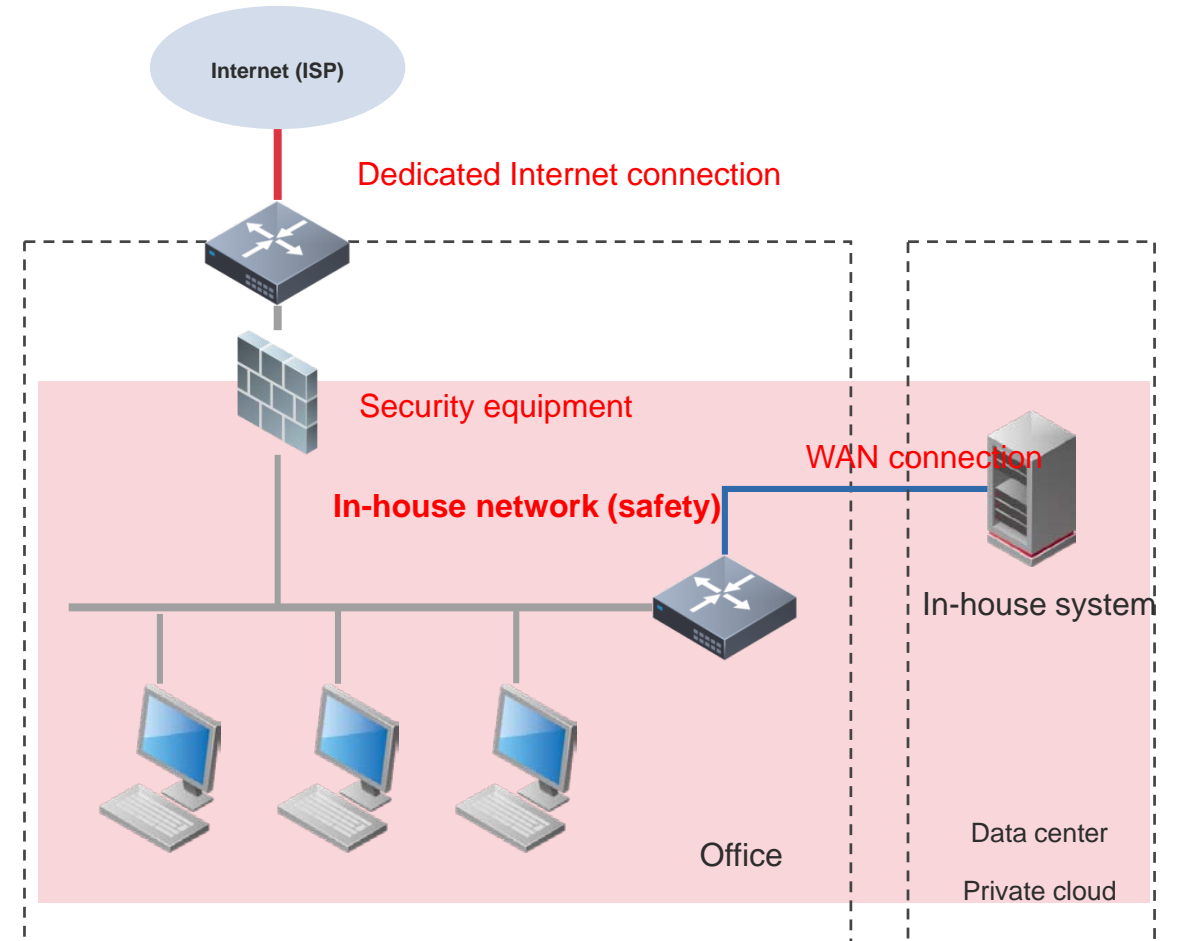 Internet (ISP)
Dedicated Internet connection
Security equipment
WAN connection
In-house network (safety)
In-house system
Data center
Office
Private cloud